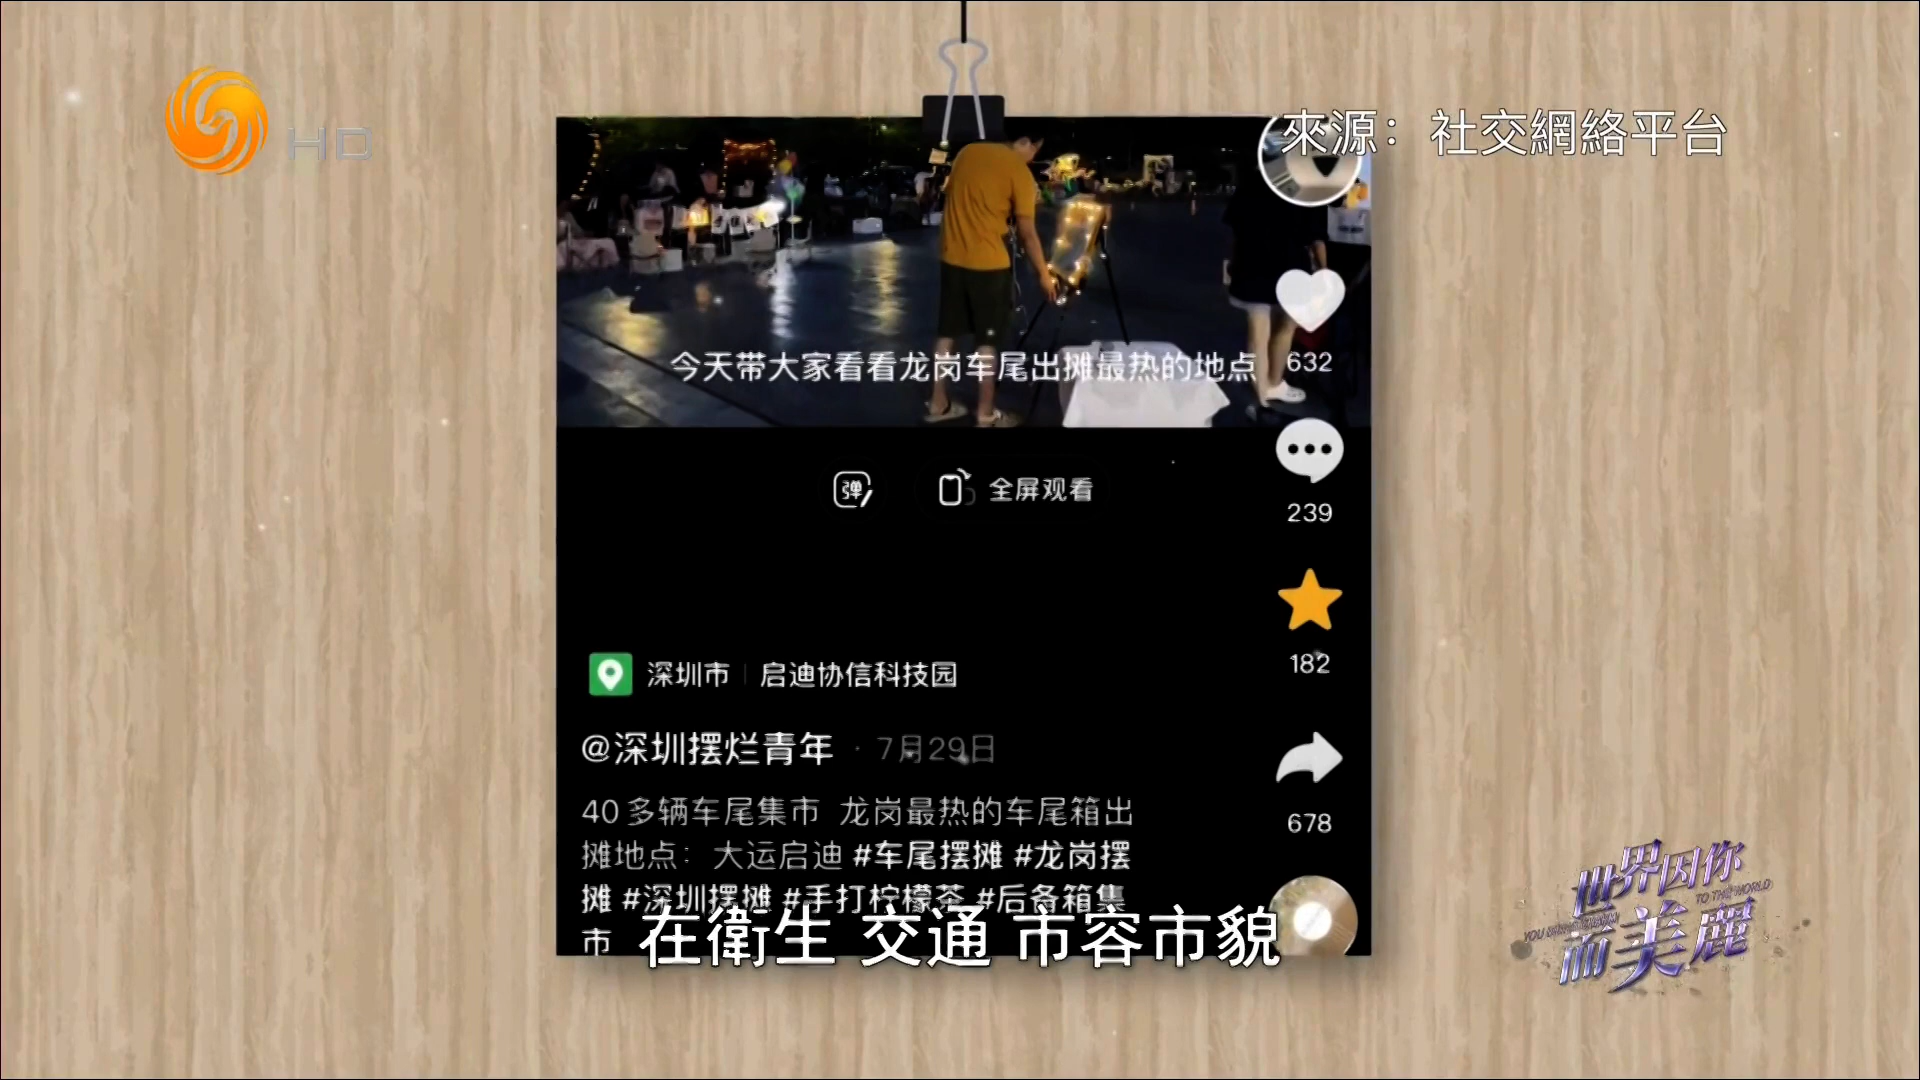 HD
來源：社交網絡平台
今天带大家看看龙岗车尾出摊最热的地点
632
弹
全屏观看
239
182
深圳市
启迪协信科技园
@深圳摆烂青年 · 7月29日
678
40多辆车尾集市 龙岗最热的车尾箱出
摊地点：大运启迪 #车尾摆摊 #龙岗摆
摊 #深圳摆摊 #手打柠檬茶 #后备箱集
市
在衛生 交通 市容市貌
世界因你
TO THE WORLD
而美麗